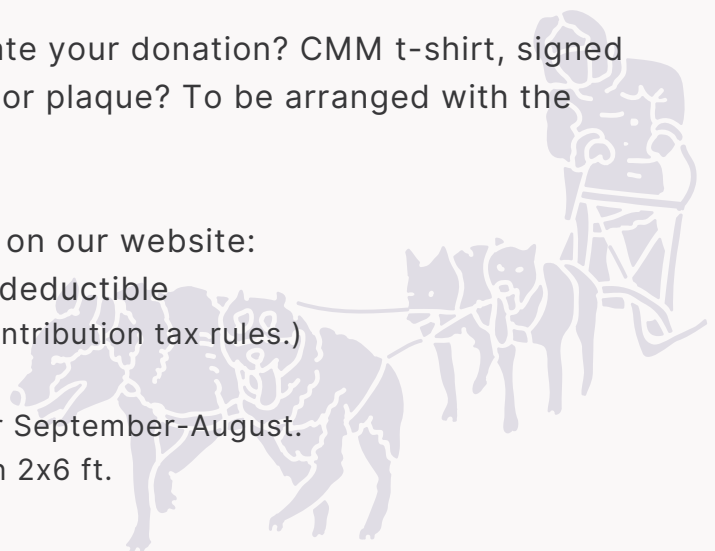 ate your donation? CMM t-shirt, signed
or plaque? To be arranged with the
on our website:
deductible
ntribution tax rules.)
r September-August.
n 2x6 ft.